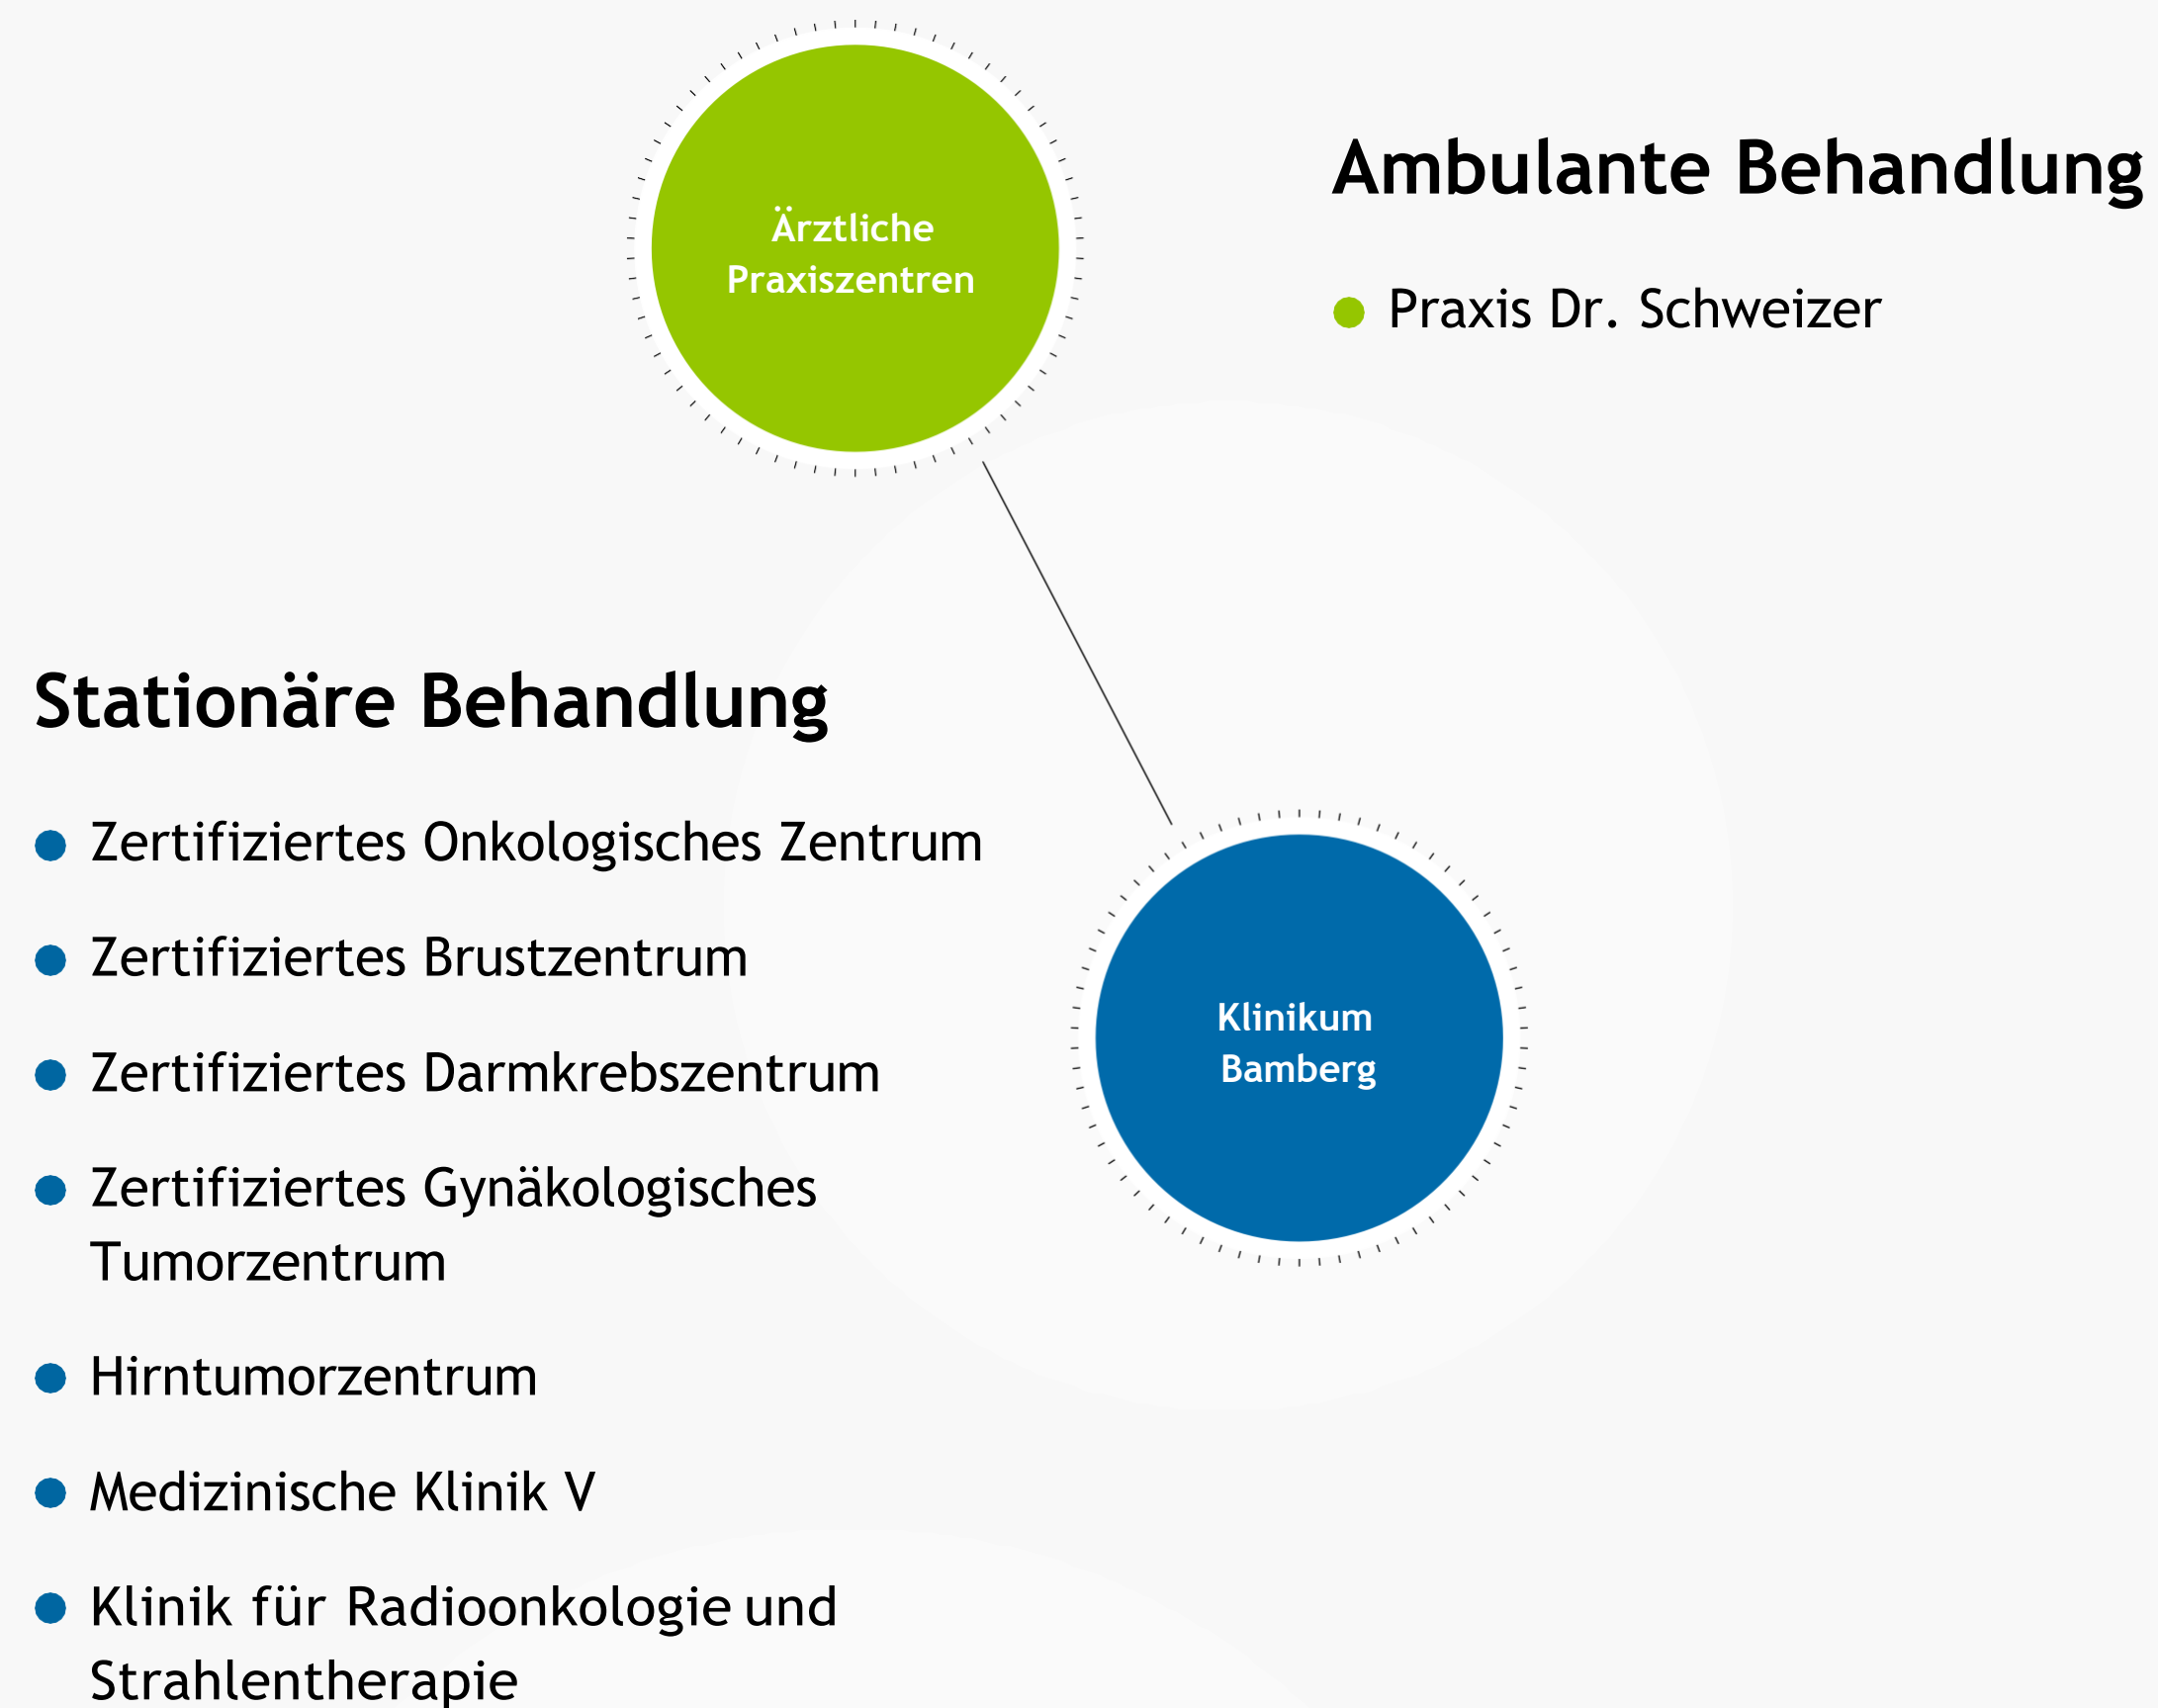 Ärztliche
Praxiszentren
Ambulante Behandlung
Praxis Dr. Schweizer
Stationäre Behandlung
Zertifiziertes Onkologisches Zentrum
Zertifiziertes Brustzentrum
Zertifiziertes Darmkrebszentrum
Zertifiziertes Gynäkologisches
Tumorzentrum
Hirntumorzentrum
Medizinische Klinik V
Klinik für Radioonkologie und
Strahlentherapie
Klinikum
Bamberg